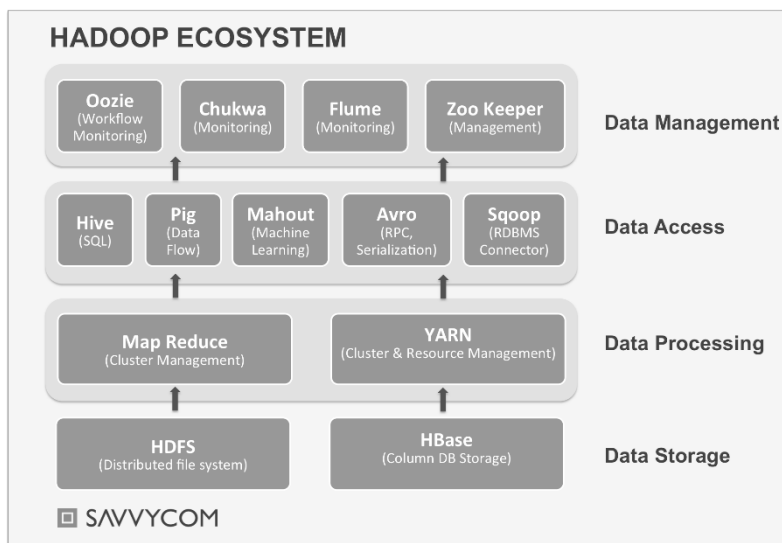 HADOOP ECOSYSTEM
Oozie
(Workflow
Monitoring)
Chukwa
(Monitoring)
Flume
(Monitoring)
Zoo Keeper
(Management)
Data Management
Hive
(SQL)
Pig
(Data
Flow)
Mahout
(Machine
Learning)
Avro
(RPC,
Serialization)
Sqoop
(RDBMS
Connector)
Data Access
Map Reduce
(Cluster Management)
YARN
(Cluster & Resource Management)
Data Processing
HDFS
(Distributed file system)
HBase
(Column DB Storage)
Data Storage
SAVVYCOM